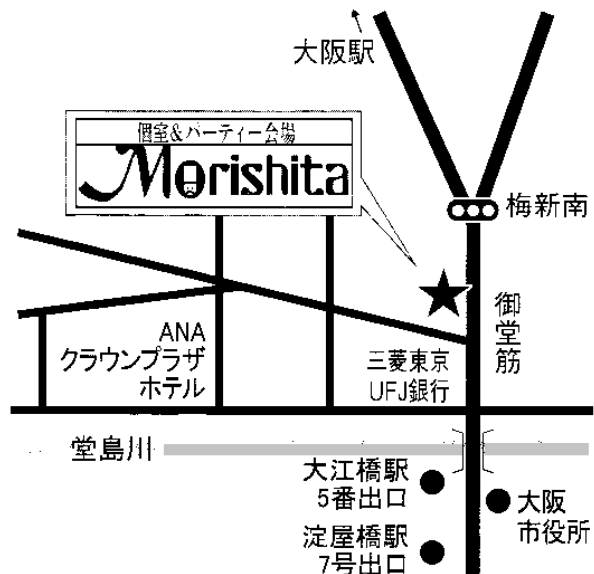 大阪駅
個室&パーティー会場
Morishita
梅新南
御堂筋
ANA
クラウンプラザ
ホテル
三菱東京
UFJ銀行
堂島川
大江橋駅
5番出口
大阪
市役所
淀屋橋駅
7号出口